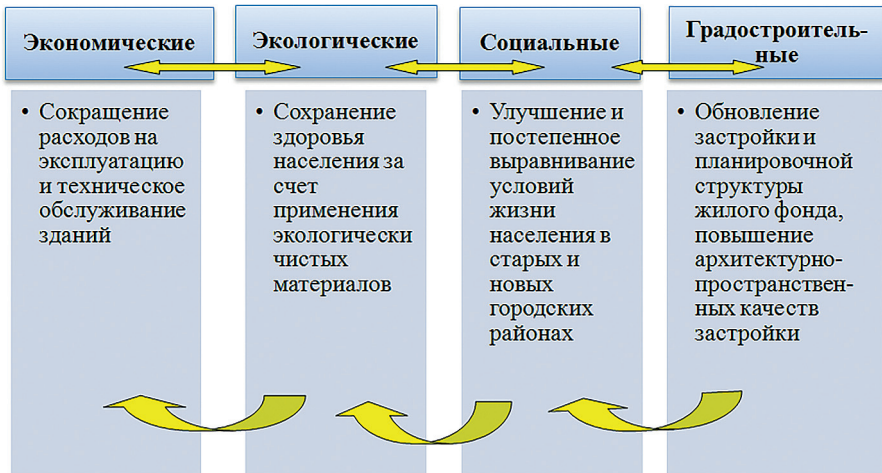 Экономические
Экологические
Социальные
Градостроитель-
ные
• Сокращение
расходов на
эксплуатацию
и техническое
обслуживание
зданий
• Сохранение
здоровья
населения за
счет
применения
экологически
чистых
материалов
• Улучшение и
постепенное
выравнивание
условий
жизни
населения в
старых и
новых
городских
районах
• Обновление
застройки и
планировочной
структуры
жилого фонда,
повышение
архитектурно-
пространствен-
ных качеств
застройки